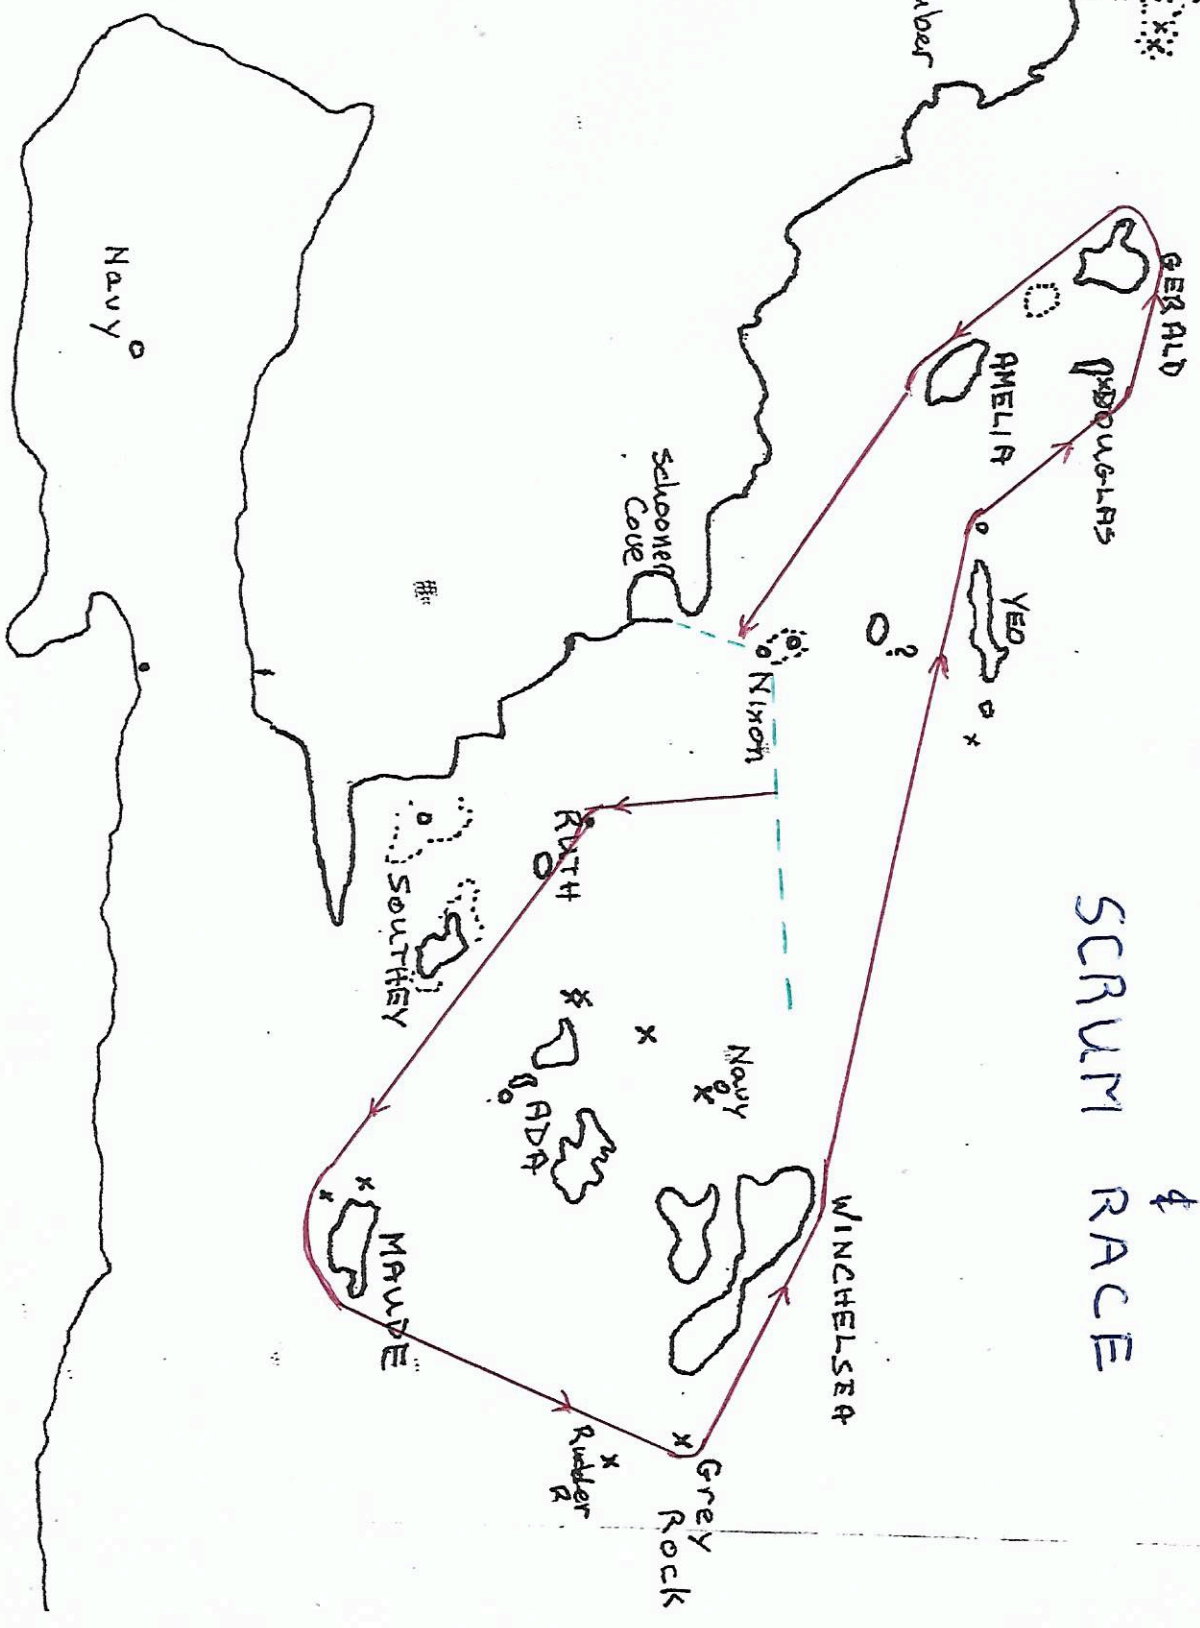 &
SCRUM RACE
GERALD
DOUGLAS
AMELIA
YEO
?
Nixon
Schooner
Cove
RUTH
SOUTHEY
Navy
ADA
WINCHELSEA
MAUDE
Grey
Rock
Rudder
R
Navy